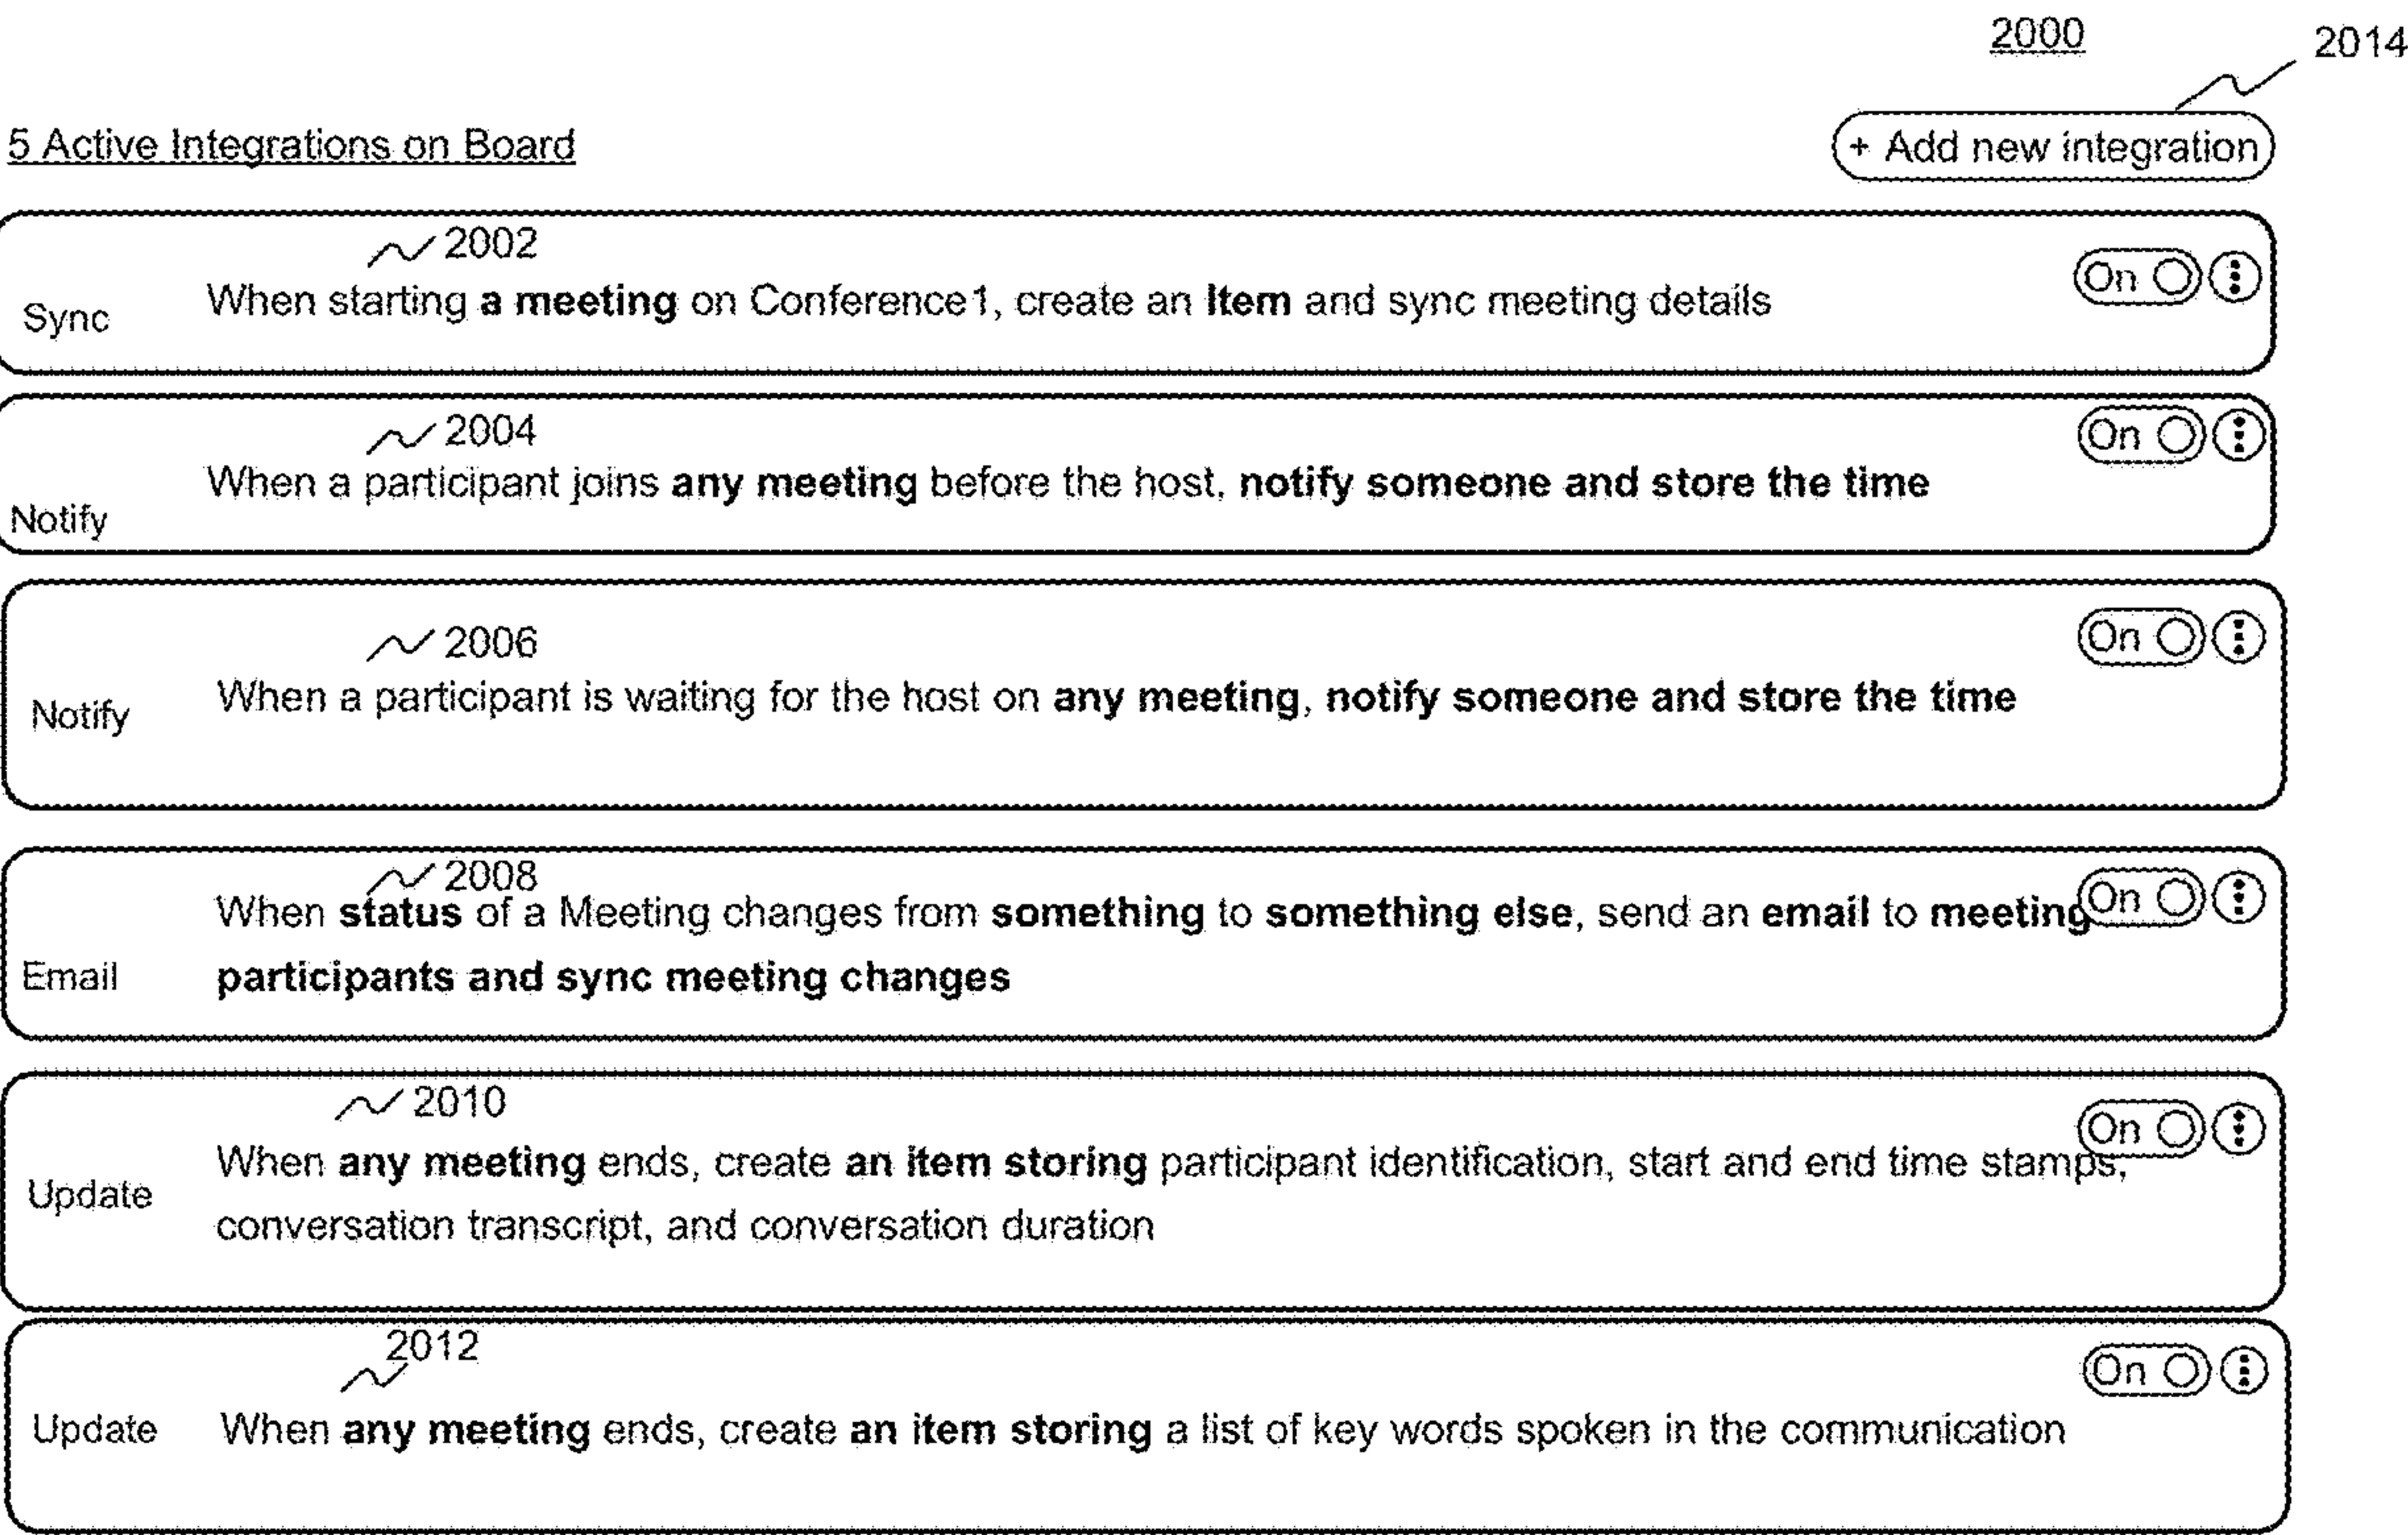 2000
2014
5 Active Integrations on Board
+ Add new integration
2002
On
When starting a meeting on Conference1, create an Item and sync meeting details
Sync
2004
On
When a participant joins any meeting before the host, notify someone and store the time
Notify
2006
On
When a participant is waiting for the host on any meeting, notify someone and store the time
Notify
2008
On
When status of a Meeting changes from something to something else, send an email to meeting
participants and sync meeting changes
Email
2010
On
When any meeting ends, create an item storing participant identification, start and end time stamps,
Update
conversation transcript, and conversation duration
2012
On
Update
When any meeting ends, create an item storing a list of key words spoken in the communication